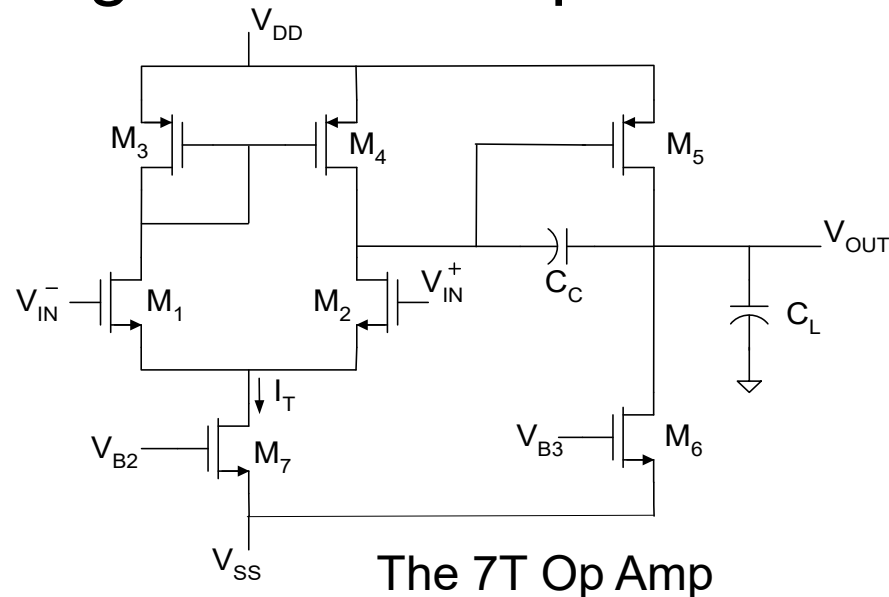 V_DD
M_3
M_4
M_5
V_OUT
V_IN^-
M_1
M_2
V_IN^+
C_C
C_L
I_T
V_B2
M_7
V_B3
M_6
V_SS
The 7T Op Amp